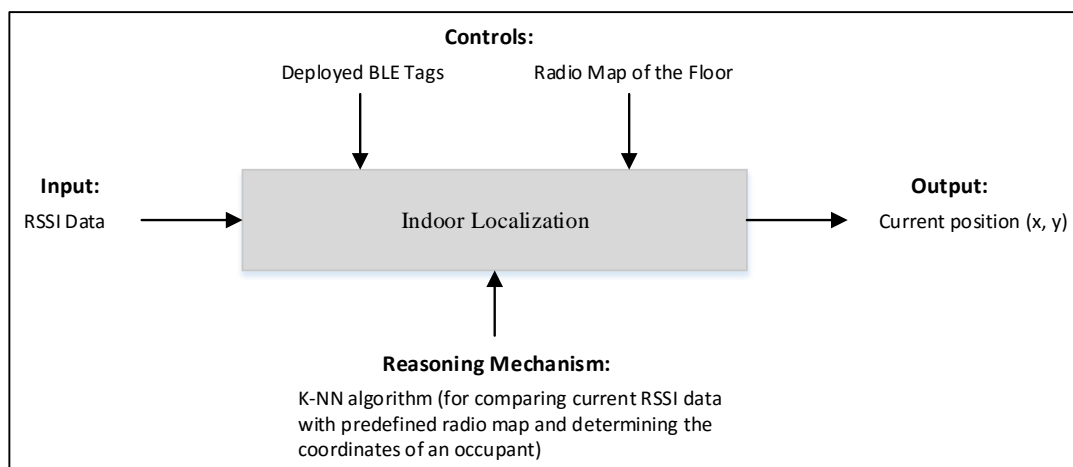 Controls:
Deployed BLE Tags
Radio Map of the Floor
Input:
RSSI Data
Indoor Localization
Output:
Current position (x, y)
Reasoning Mechanism:
K-NN algorithm (for comparing current RSSI data
with predefined radio map and determining the
coordinates of an occupant)